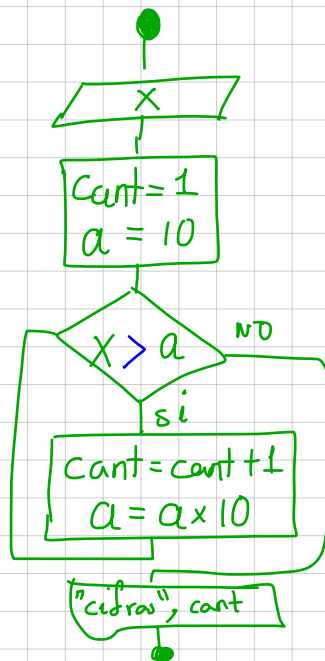 X
Cant = 1
a = 10
X > a
NO
si
cant = cant + 1
a = a x 10
"cifras", cant